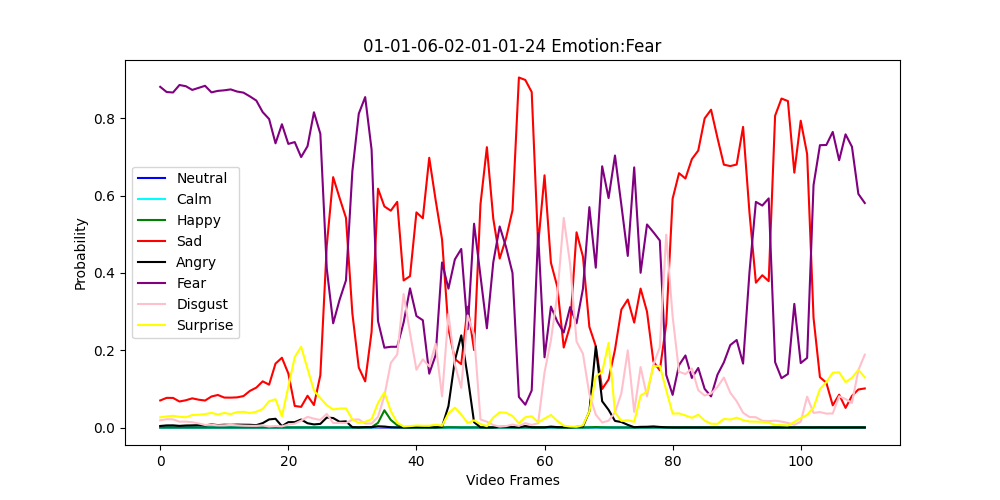 01-01-06-02-01-01-24 Emotion:Fear
Probability
0.8
0.6
0.4
0.2
0.0
Neutral
Calm
Happy
Sad
Angry
Fear
Disgust
Surprise
0 20 40 60 80 100
Video Frames